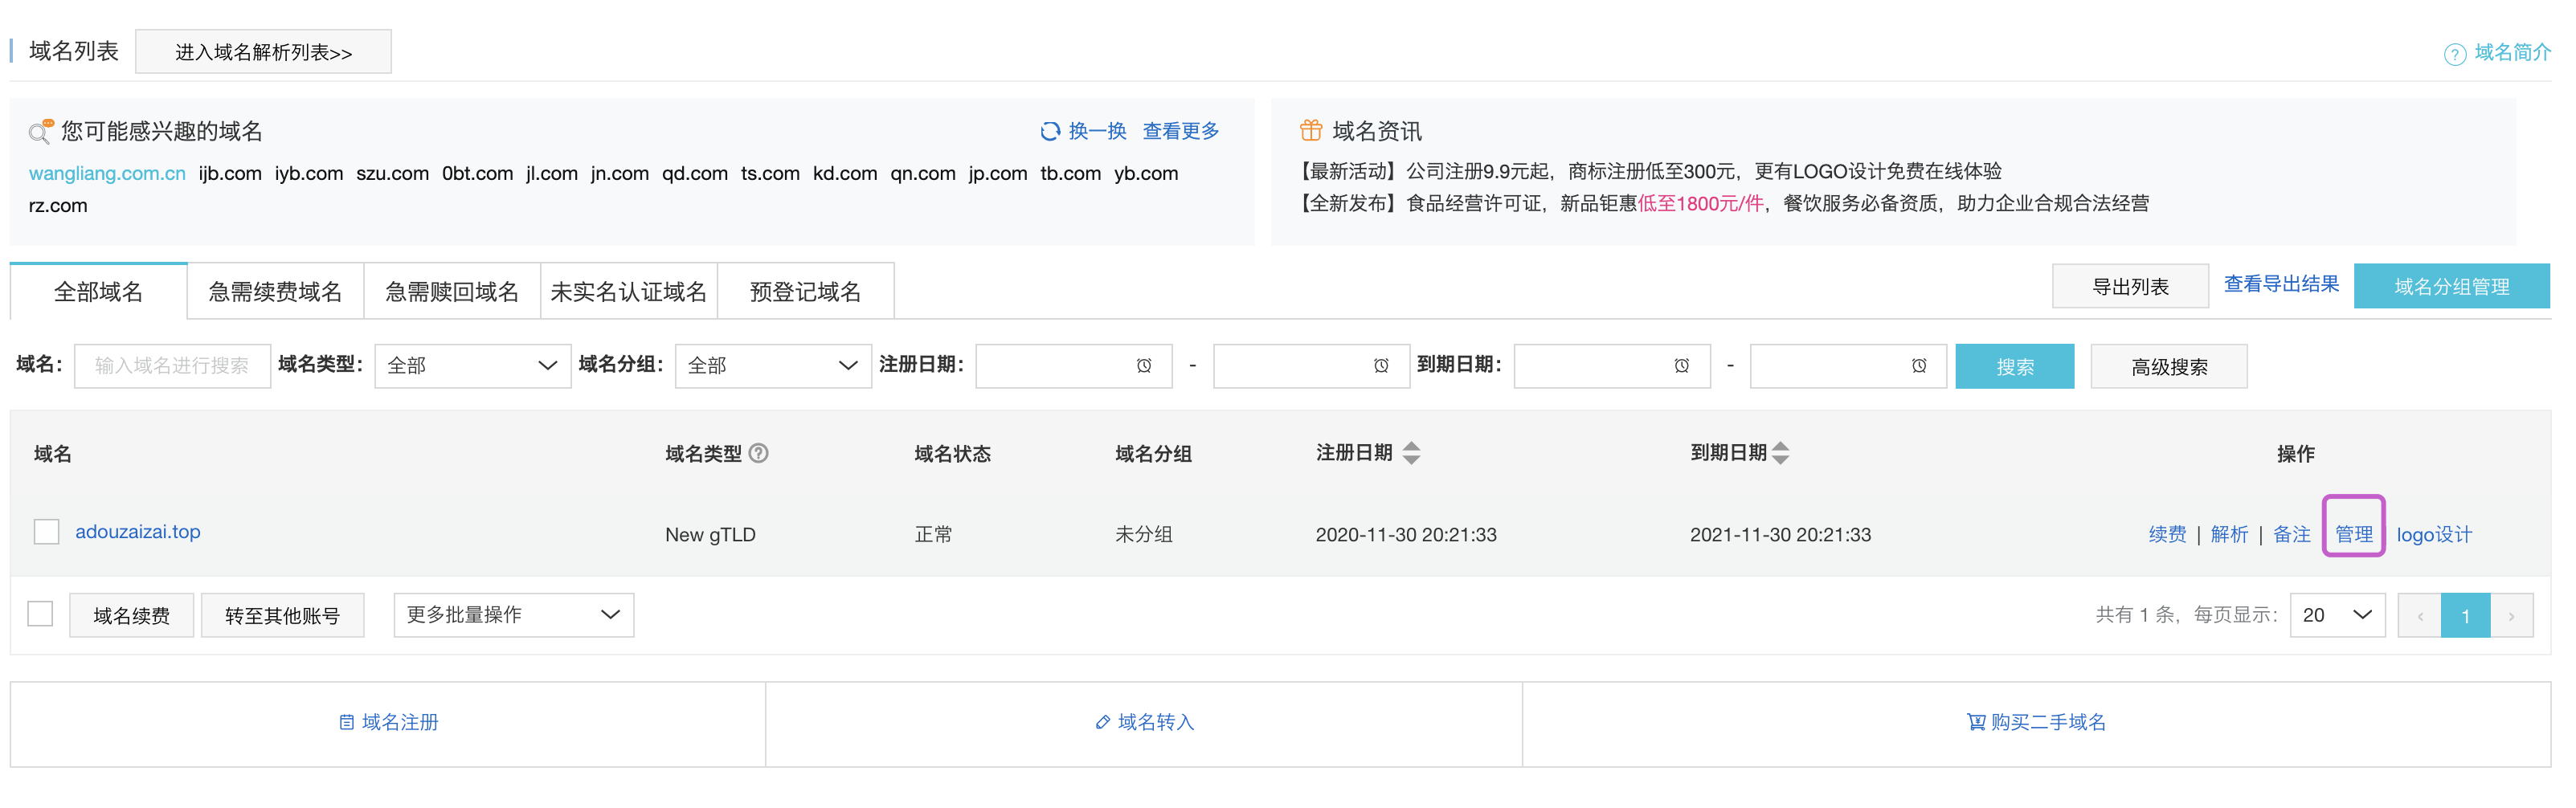 域名列表 进入域名解析列表>> ? 域名简介
您可能感兴趣的域名 换一换 查看更多
wangliang.com.cn ijb.com iyb.com szu.com 0bt.com jl.com jn.com qd.com ts.com kd.com qn.com jp.com tb.com yb.com
rz.com
域名资讯
【最新活动】公司注册9.9元起，商标注册低至300元，更有LOGO设计免费在线体验
【全新发布】食品经营许可证，新品钜惠低至1800元/件，餐饮服务必备资质，助力企业合规合法经营
全部域名 急需续费域名 急需赎回域名 未实名认证域名 预登记域名 导出列表 查看导出结果 域名分组管理
域名： 输入域名进行搜索 域名类型： 全部 域名分组： 全部 注册日期： - 到期日期： - 搜索 高级搜索
域名 域名类型 ? 域名状态 域名分组 注册日期 到期日期 操作
adouzaizai.top New gTLD 正常 未分组 2020-11-30 20:21:33 2021-11-30 20:21:33 续费 | 解析 | 备注 管理 logo设计
域名续费 转至其他账号 更多批量操作 共有 1 条，每页显示： 20 ‹ 1 ›
域名注册 域名转入 购买二手域名